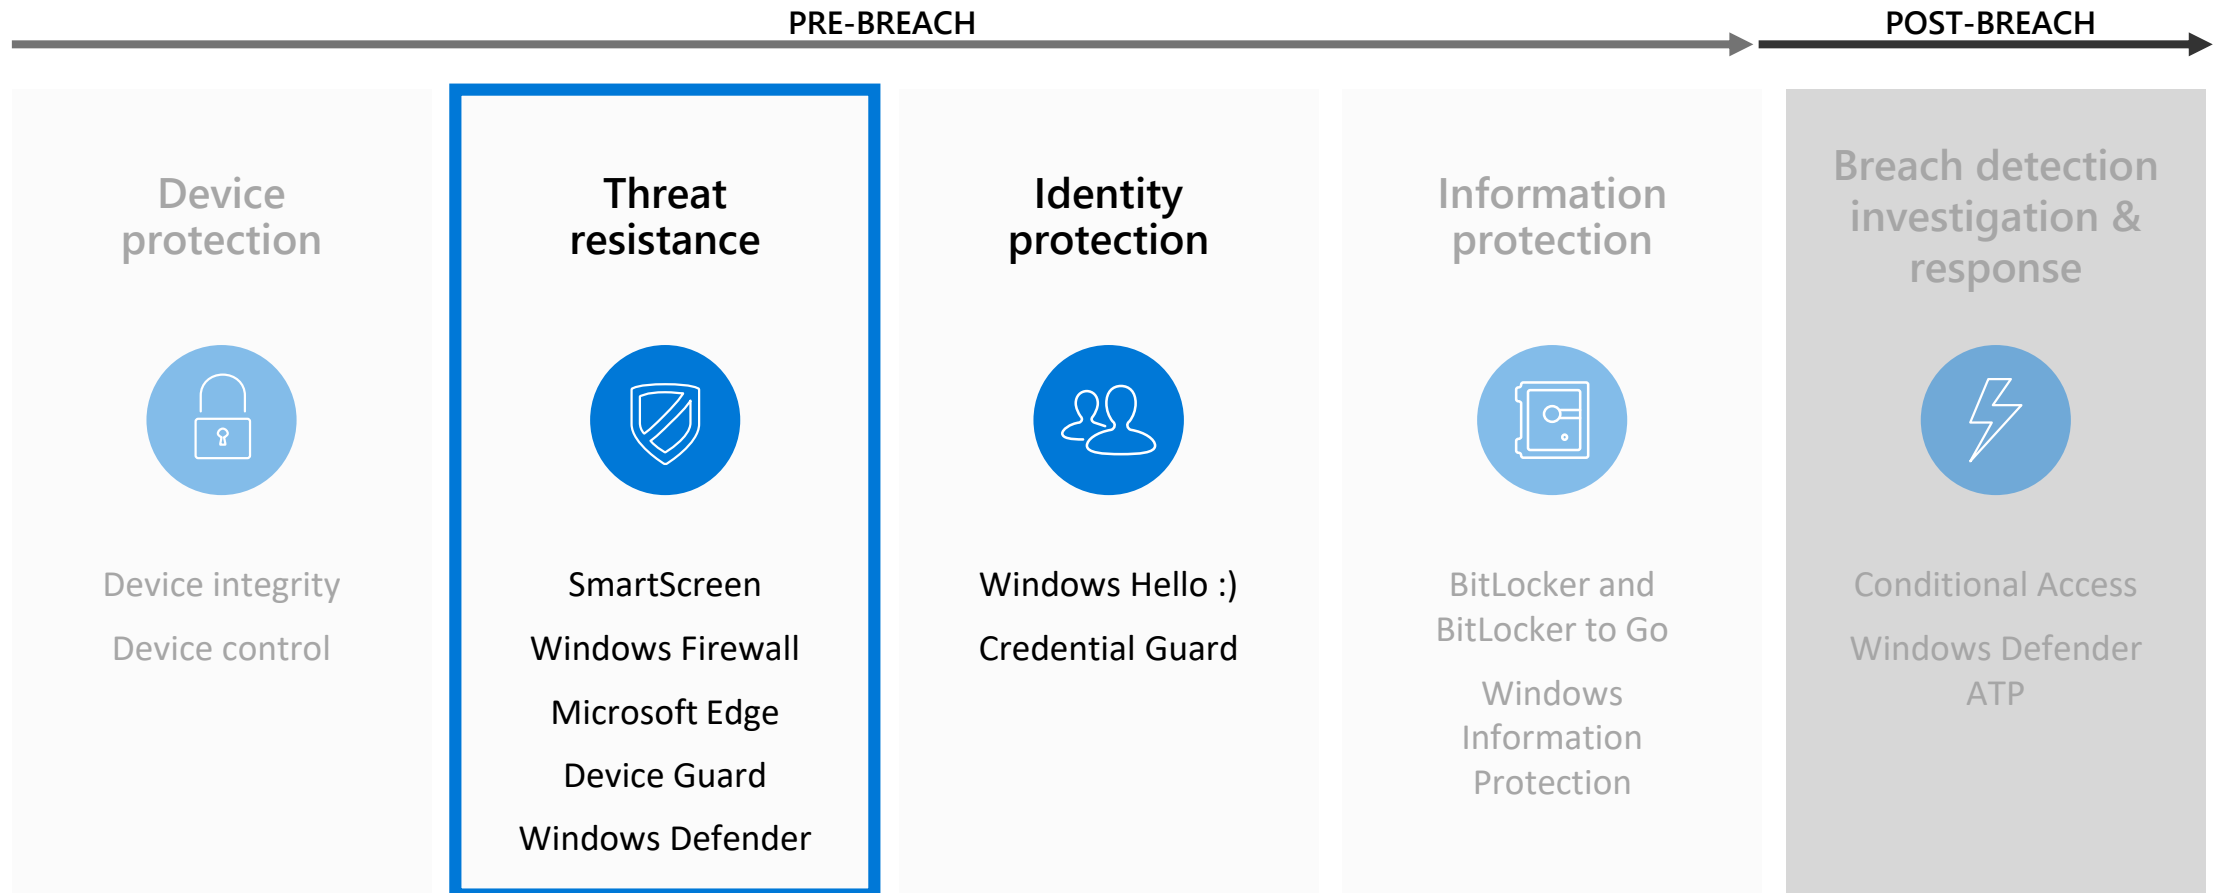 PRE-BREACH
POST-BREACH
Device
protection
Device integrity
Device control
Threat
resistance
SmartScreen
Windows Firewall
Microsoft Edge
Device Guard
Windows Defender
Identity
protection
Windows Hello :)
Credential Guard
Information
protection
BitLocker and
BitLocker to Go
Windows
Information
Protection
Breach detection
investigation &
response
Conditional Access
Windows Defender
ATP